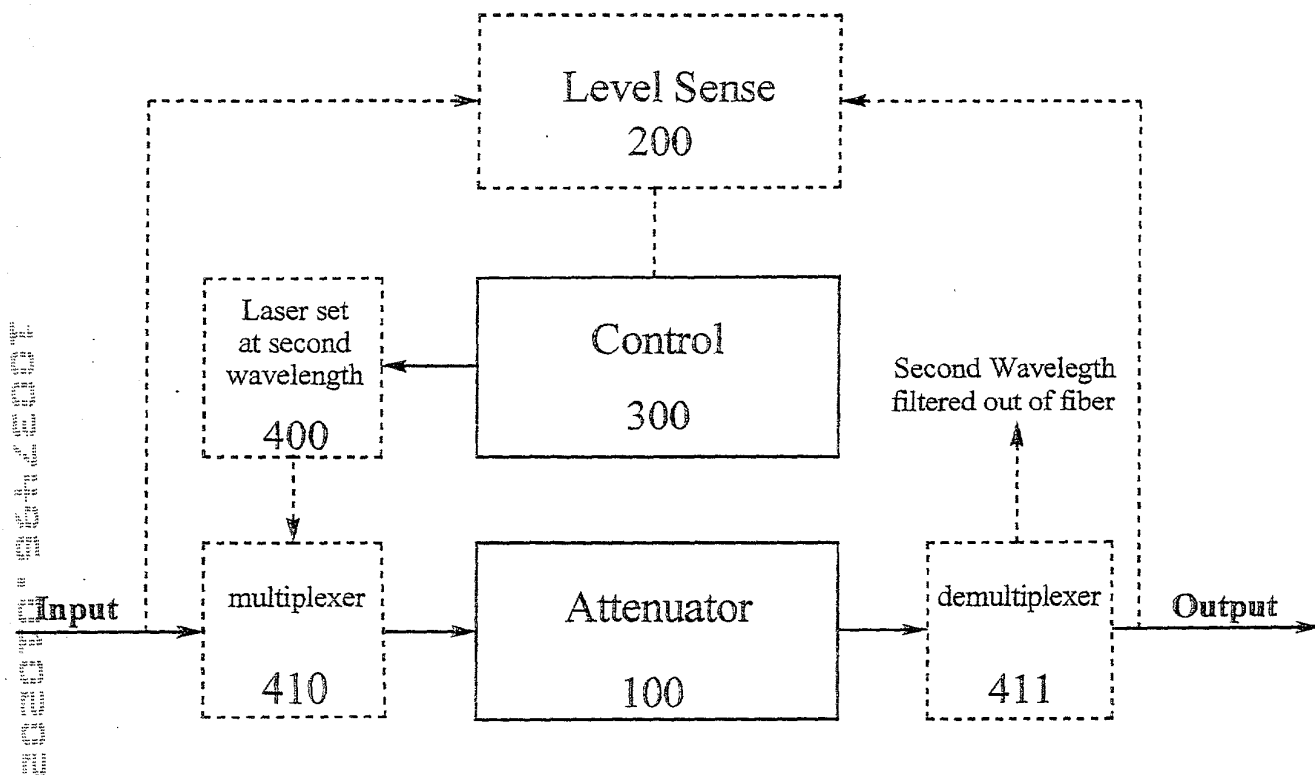 Level Sense
200
Laser set
at second
wavelength
400
Control
300
Second Wavelegth
filtered out of fiber
Input
multiplexer
410
Attenuator
100
demultiplexer
411
Output